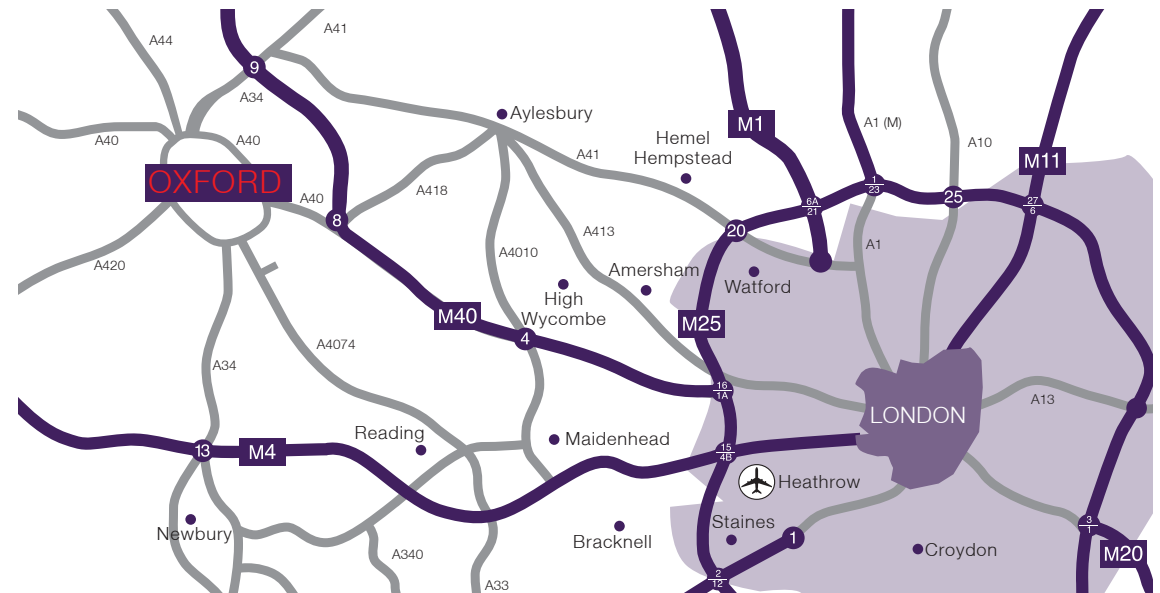 A44
A41
9
A34
A40
A40
OXFORD
A40
8
A418
A420
Aylesbury
A41
Hemel
Hempstead
M1
A1 (M)
A10
M11
1
23
6A
21
25
27
6
20
A1
A413
A4010
Amersham
Watford
High
Wycombe
M40
M25
4
A4074
A34
16
1A
LONDON
A13
Reading
Maidenhead
13
M4
15
4B
Heathrow
Newbury
Bracknell
Staines
1
Croydon
3
1
M20
A340
A33
2
12